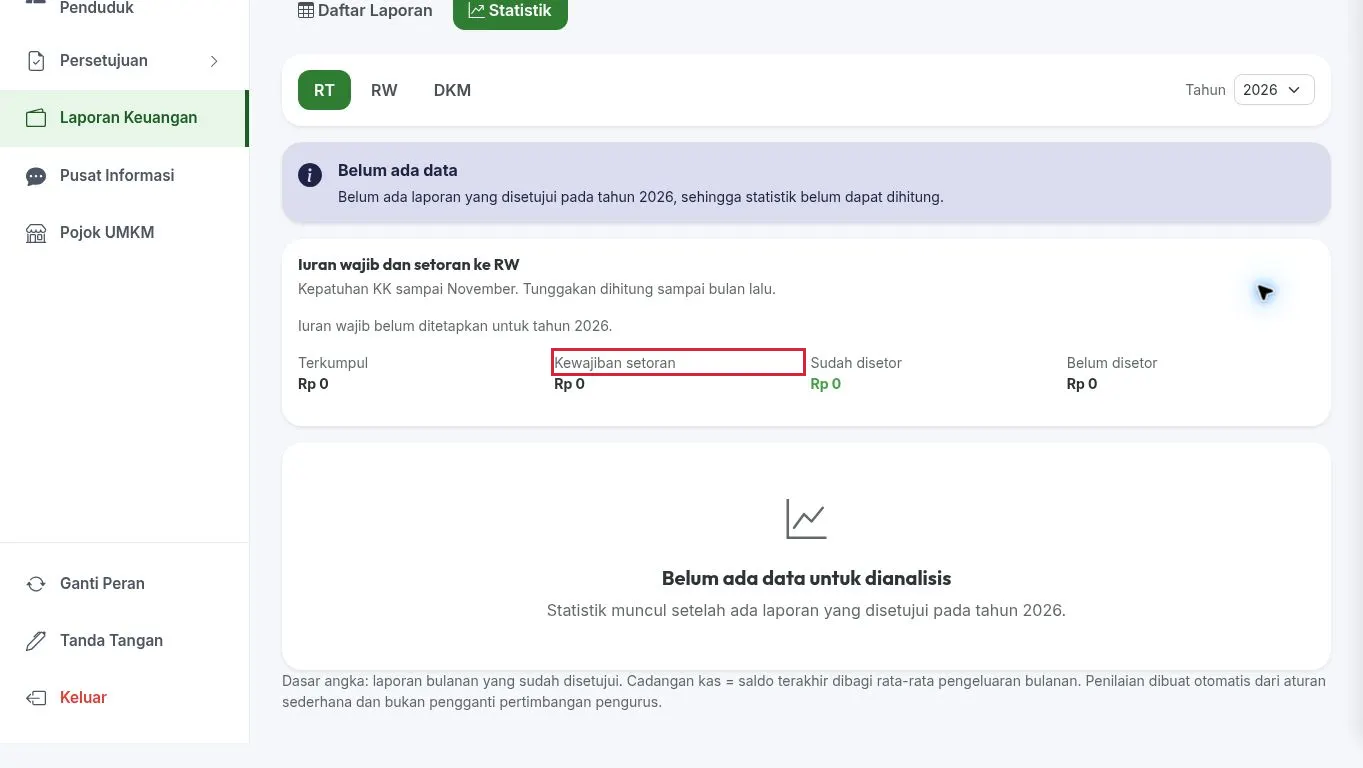 Penduduk
Daftar Laporan
Statistik
Persetujuan
Laporan Keuangan
Pusat Informasi
Pojok UMKM
RT RW DKM
Tahun 2026
Belum ada data
Belum ada laporan yang disetujui pada tahun 2026, sehingga statistik belum dapat dihitung.
Iuran wajib dan setoran ke RW
Kepatuhan KK sampai November. Tunggakan dihitung sampai bulan lalu.
Iuran wajib belum ditetapkan untuk tahun 2026.
Terkumpul Kewajiban setoran Sudah disetor Belum disetor
Rp 0 Rp 0 Rp 0 Rp 0
Belum ada data untuk dianalisis
Statistik muncul setelah ada laporan yang disetujui pada tahun 2026.
Ganti Peran
Tanda Tangan
Keluar
Dasar angka: laporan bulanan yang sudah disetujui. Cadangan kas = saldo terakhir dibagi rata-rata pengeluaran bulanan. Penilaian dibuat otomatis dari aturan
sederhana dan bukan pengganti pertimbangan pengurus.